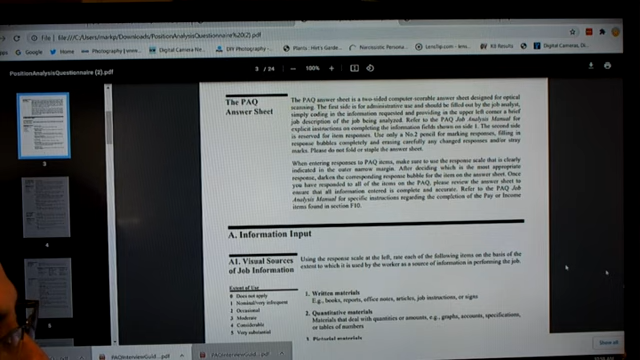 File | file:///C:/Users/markp/Downloads/PositionAnalysisQuestionnaire%20(2).pdf
Google Home Photography Digital Camera DIY Photography Plants : Hirt's Garde... Narcissistic Persona... KD Results Digital Cameras, Di...
PositionAnalysisQuestionnaire (2).pdf
3 / 24 — 100% +
3
4
5
The PAQ
Answer Sheet
The PAQ answer sheet is a two-sided computer scorable answer sheet designed for optical
scanning. The first side is for administrative use and should be filled out by the job analyst,
simply coding in the information requested and providing in the upper left corner a brief
job description of the job being analyzed. Refer to the PAQ Job Analysis Manual for
explicit instructions on completing the information fields shown on side 1. The second side
is reserved for item responses. Use only a No.2 pencil for marking responses, filling in
response bubbles completely and erasing carefully any changed responses and/or stray
marks. Please do not fold or staple the answer sheet.
When entering responses to PAQ items, make sure to use the response scale that is clearly
indicated in the outer narrow margin. After deciding which is the most appropriate
response, darken the corresponding response bubble for the item on the answer sheet. Once
you have responded to all of the items on the PAQ, please review the answer sheet to
ensure that all information entered is complete and accurate. Refer to the PAQ Job
Analysis Manual for specific instructions regarding the completion of the Pay or Income
items found in section F10.
A. Information Input
A1. Visual Sources
of Job Information
Using the response scale at the left, rate each of the following items on the basis of the
extent to which it is used by the worker as a source of information in performing the job.
Extent of Use
0 Does not apply
1 Nominal/very infrequent
2 Occasional
3 Moderate
4 Considerable
5 Very substantial
1. Written materials
E.g., books, reports, office notes, articles, job instructions, or signs
2. Quantitative materials
Materials that deal with quantities or amounts, e.g., graphs, accounts, specifications,
or tables of numbers
3. Pictorial materials
PAQInterviewGuid....pdf
PAQInterviewGuid....pdf
Show all